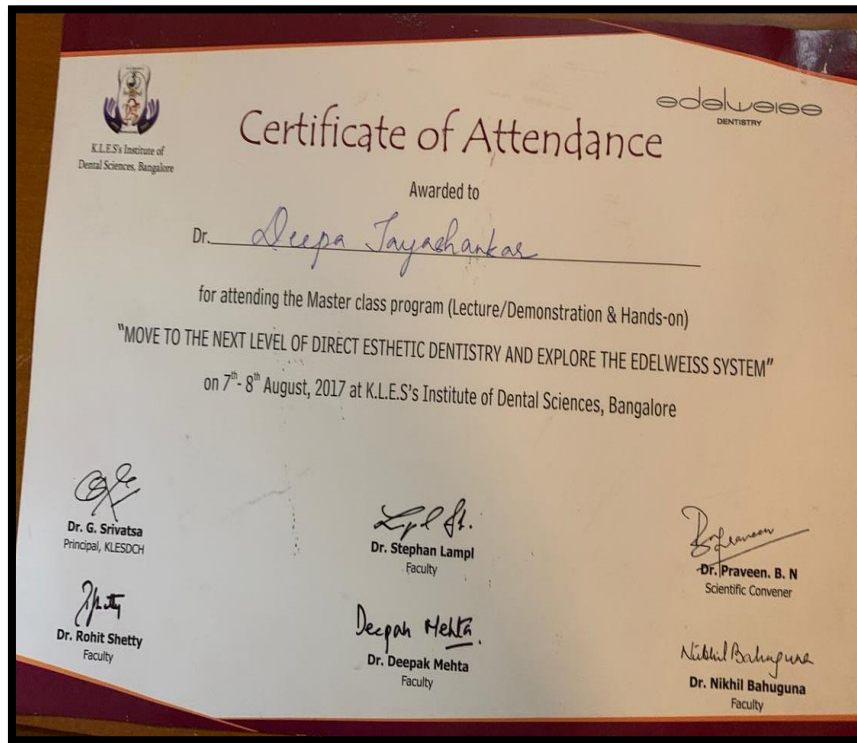 K.L.E.S's Institute of
Dental Sciences, Bangalore
edelweiss
DENTISTRY
Certificate of Attendance
Awarded to
Dr. Deepa Jayashankar
for attending the Master class program (Lecture/Demonstration & Hands-on)
"MOVE TO THE NEXT LEVEL OF DIRECT ESTHETIC DENTISTRY AND EXPLORE THE EDELWEISS SYSTEM"
on 7th- 8th August, 2017 at K.L.E.S's Institute of Dental Sciences, Bangalore
Dr. G. Srivatsa
Principal, KLESDCH
Dr. Stephan Lampl
Faculty
Praveen
Dr. Praveen. B. N
Scientific Convener
Dr. Rohit Shetty
Faculty
Deepak Mehta.
Dr. Deepak Mehta
Faculty
Nikhil Bahuguna
Dr. Nikhil Bahuguna
Faculty